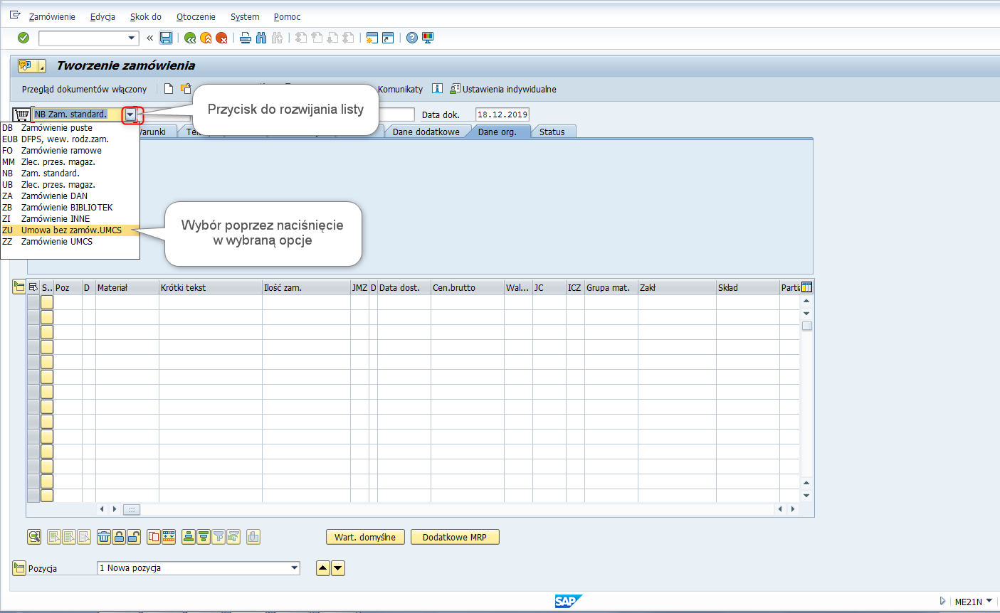 Zamówienie Edycja Skok do Otoczenie System Pomoc
«
Tworzenie zamówienia
Przegląd dokumentów włączony Komunikaty Ustawienia indywidualne
Przycisk do rozwijania listy
NB Zam. standard. Data dok. 18.12.2019
Dane dodatkowe Dane org. Status
DB Zamówienie puste
EUB DFPS, wew. rodz.zam.
FO Zamówienie ramowe
MM Zlec. przes. magaz.
NB Zam. standard.
UB Zlec. przes. magaz.
ZA Zamówienie DAN
ZB Zamówienie BIBLIOTEK
ZI Zamówienie INNE
ZU Umowa bez zamów.UMCS
ZZ Zamówienie UMCS
Wybór poprzez naciśnięcie
w wybraną opcje
S.. Poz D Materiał Krótki tekst Ilość zam. JMZ D Data dost. Cen.brutto Wal... JC ICZ Grupa mat. Zakł Skład
Wart. domyślne Dodatkowe MRP
Pozycja 1 Nowa pozycja
SAP
ME21N